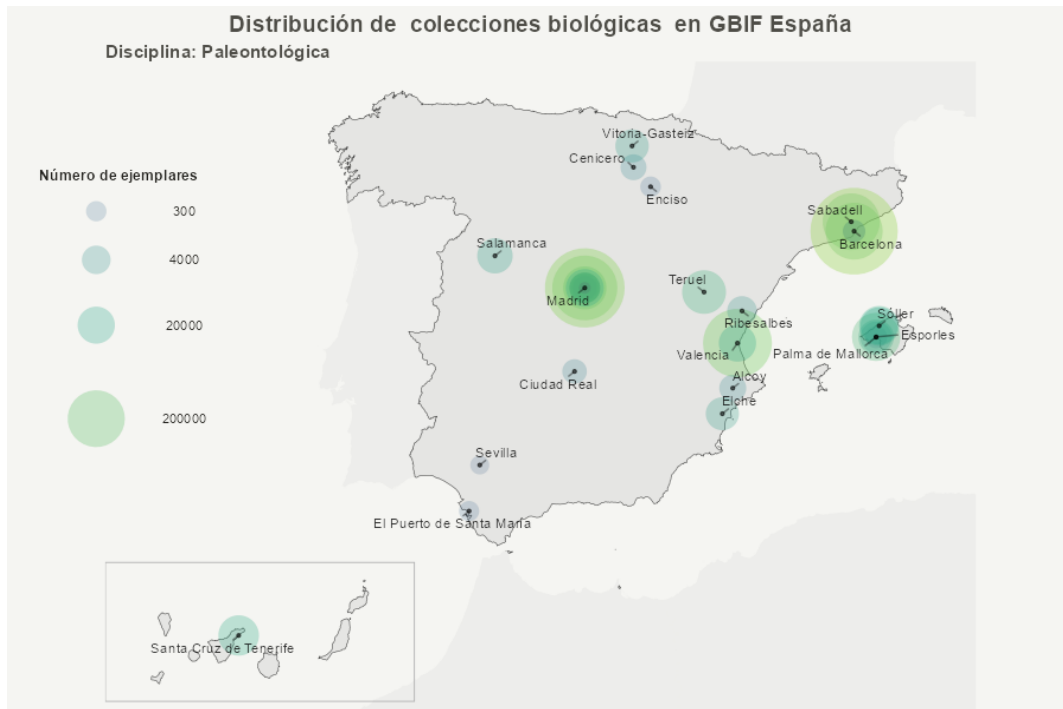 Distribución de colecciones biológicas en GBIF España
Disciplina: Paleontológica
Número de ejemplares
300
4000
20000
200000
Vitoria-Gasteiz
Cenicero
Enciso
Sabadell
Barcelona
Salamanca
Madrid
Teruel
Ribesalbes
Valencia
Sóller
Esporles
Palma de Mallorca
Ciudad Real
Alcoy
Elche
Sevilla
El Puerto de Santa María
Santa Cruz de Tenerife